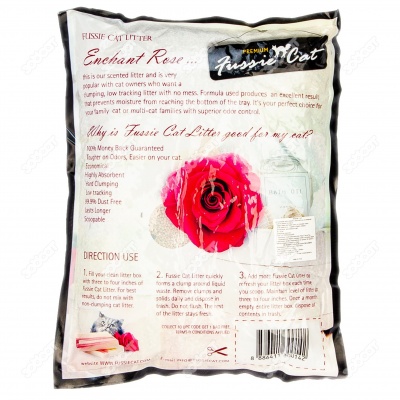 FUSSIE CAT LITTER
PREMIUM
Fussie Cat
Enchant Rose ...
this is our scented litter and is very
popular with cat owners who want a
clumping, low tracking litter with no mess. Formula used produces an excellent result
that prevents moisture from reaching the bottom of the tray. It's your perfect choice for
your family cat or multi-cat families with superior odor control.
Why is Fussie Cat Litter good for my cat?
100% Money Back Guaranteed
Tougher on Odors, Easier on your cat.
Economical
Highly Absorbent
Hard Clumping
Low tracking
99.9% Dust Free
Lasts Longer
Scoopable
DIRECTION USE
1. Fill your clean litter box
with three to four inches of
Fussie Cat Litter. For best
results, do not mix with
non-clumping cat litter.
2. Fussie Cat Litter quickly
forms a clump around liquid
waste. Remove clumps and
solids daily and dispose in
trash. Do not flush. The rest of
the litter stays fresh.
3. Add more Fussie Cat Litter to
refresh your litter box each time
you scoop. Maintain level of litter at
three to four inches. Once a month
empty entire litter box, dispose of
contents in trash.